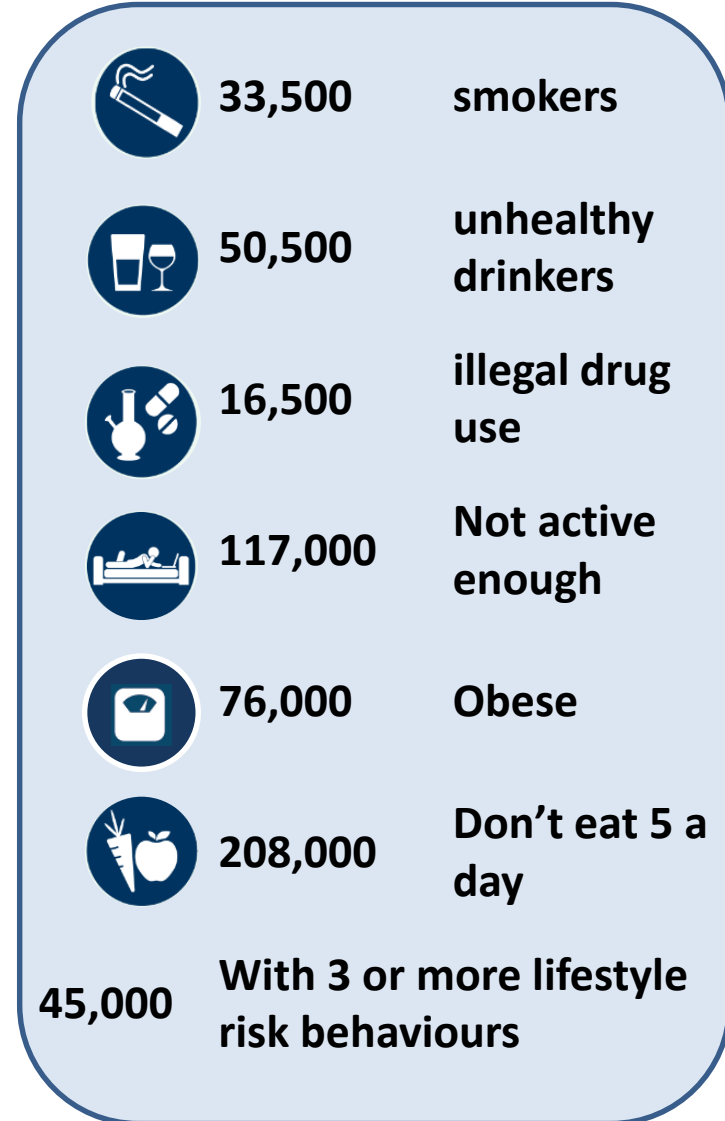 33,500 smokers
50,500 unhealthy
drinkers
16,500 illegal drug
use
117,000 Not active
enough
76,000 Obese
208,000 Don’t eat 5 a
day
45,000 With 3 or more lifestyle
risk behaviours